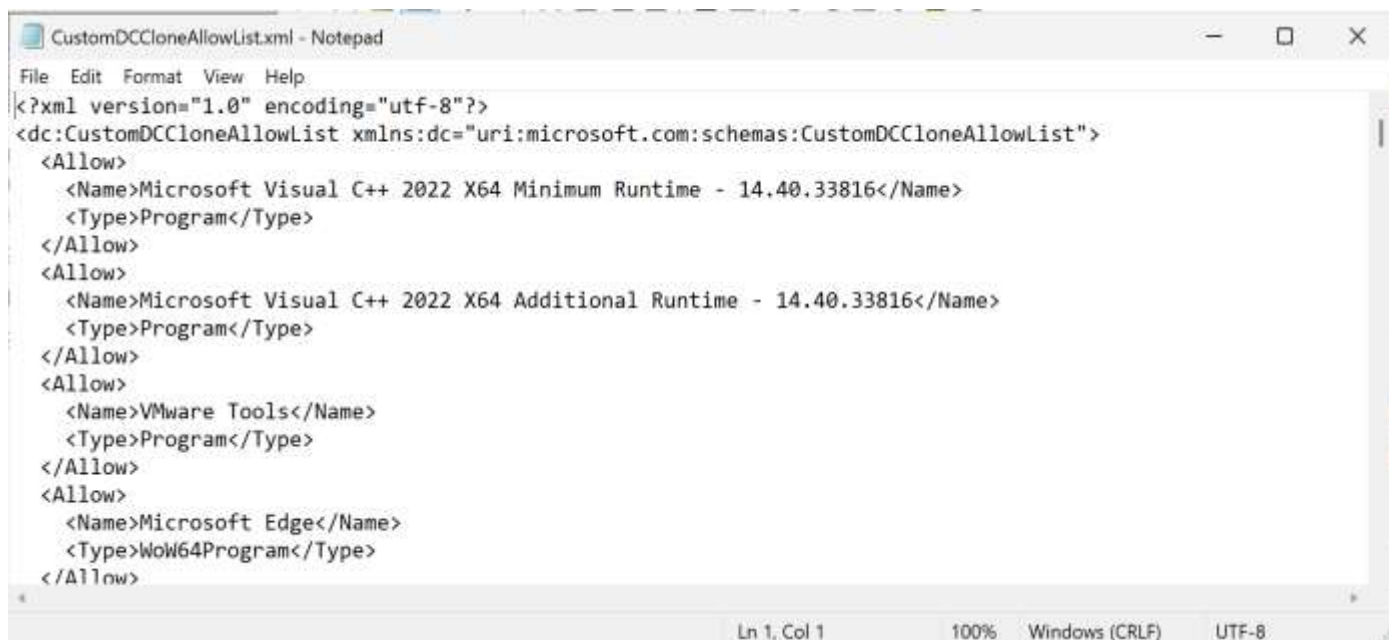 CustomDCCloneAllowList.xml - Notepad
File Edit Format View Help
<?xml version="1.0" encoding="utf-8"?>
<dc:CustomDCCloneAllowList xmlns:dc="uri:microsoft.com:schemas:CustomDCCloneAllowList">
  <Allow>
    <Name>Microsoft Visual C++ 2022 X64 Minimum Runtime - 14.40.33816</Name>
    <Type>Program</Type>
  </Allow>
  <Allow>
    <Name>Microsoft Visual C++ 2022 X64 Additional Runtime - 14.40.33816</Name>
    <Type>Program</Type>
  </Allow>
  <Allow>
    <Name>VMware Tools</Name>
    <Type>Program</Type>
  </Allow>
  <Allow>
    <Name>Microsoft Edge</Name>
    <Type>WoW64Program</Type>
  </Allow>
Ln 1, Col 1 100% Windows (CRLF) UTF-8